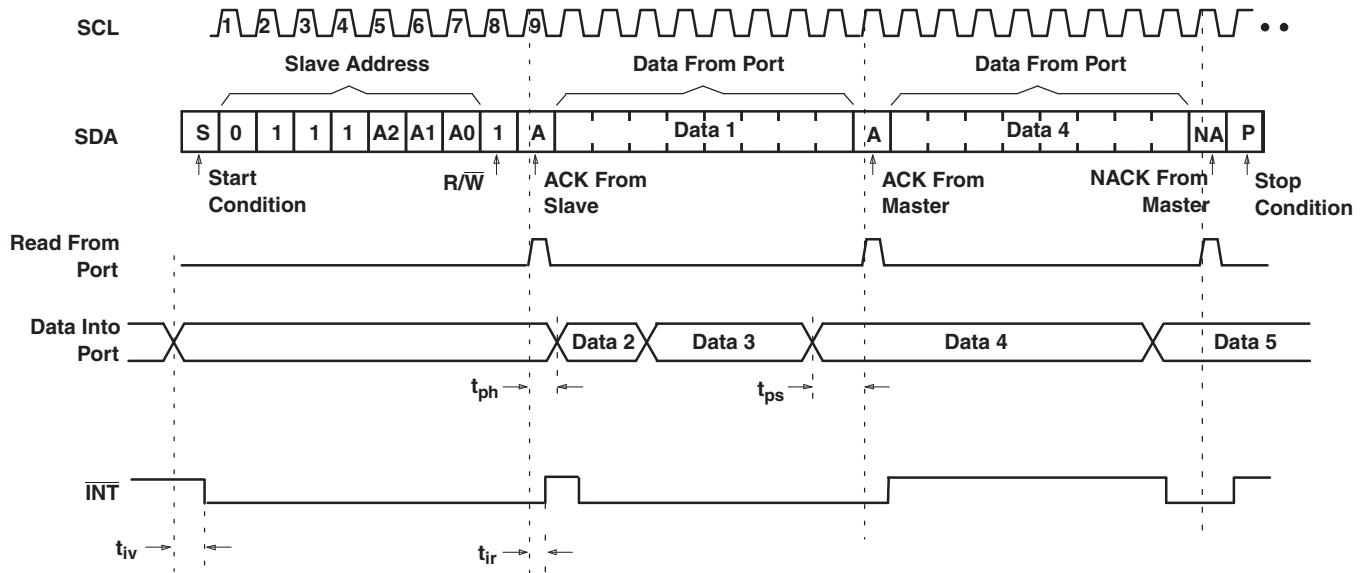 SCL 1 2 3 4 5 6 7 8 9
Slave Address Data From Port Data From Port
SDA S 0 1 1 1 A2 A1 A0 1 A Data 1 A Data 4 NA P
Start Condition
R/W̅
ACK From Slave
ACK From Master
NACK From Master
Stop Condition
Read From Port
Data Into Port
Data 2 Data 3 Data 4 Data 5
tph tps
I̅N̅T̅
tiv tir